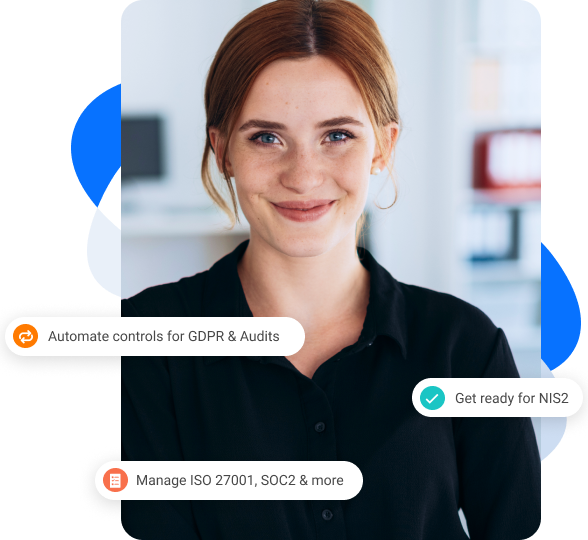 Automate controls for GDPR & Audits
Get ready for NIS2
Manage ISO 27001, SOC2 & more